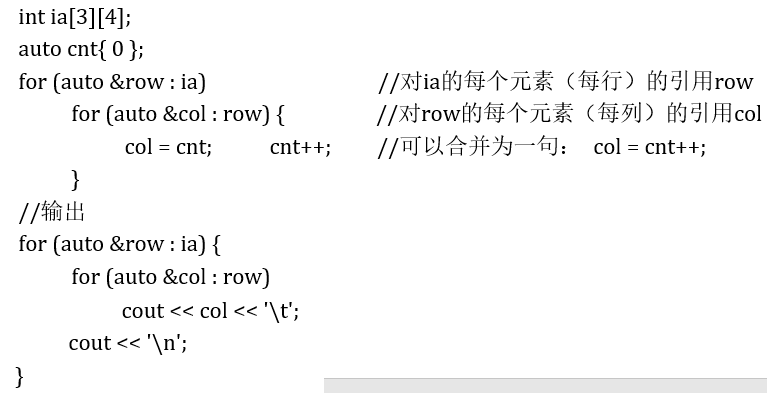 int ia[3][4];
auto cnt{ 0 };
for (auto &row : ia) //对ia的每个元素（每行）的引用row
for (auto &col : row) { //对row的每个元素（每列）的引用col
col = cnt; cnt++; //可以合并为一句： col = cnt++;
}
//输出
for (auto &row : ia) {
for (auto &col : row)
cout << col << '\t';
cout << '\n';
}